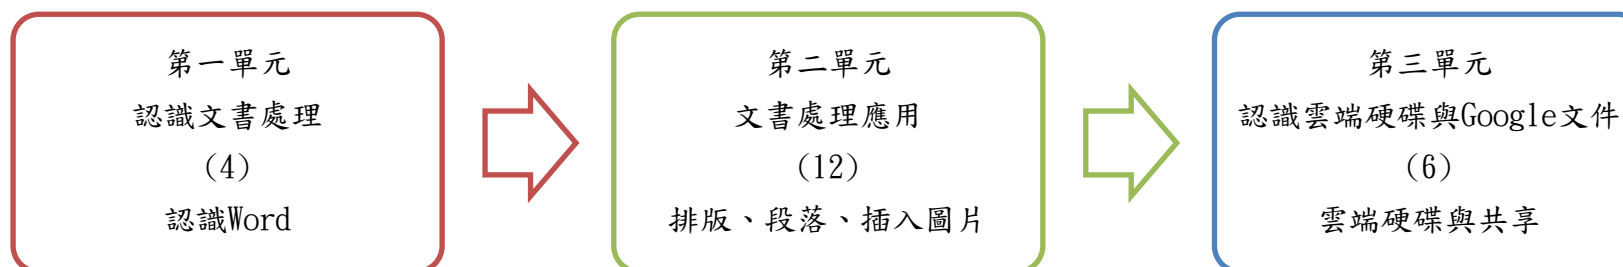 第一單元
認識文書處理
(4)
認識Word
第二單元
文書處理應用
(12)
排版、段落、插入圖片
第三單元
認識雲端硬碟與Google文件
(6)
雲端硬碟與共享